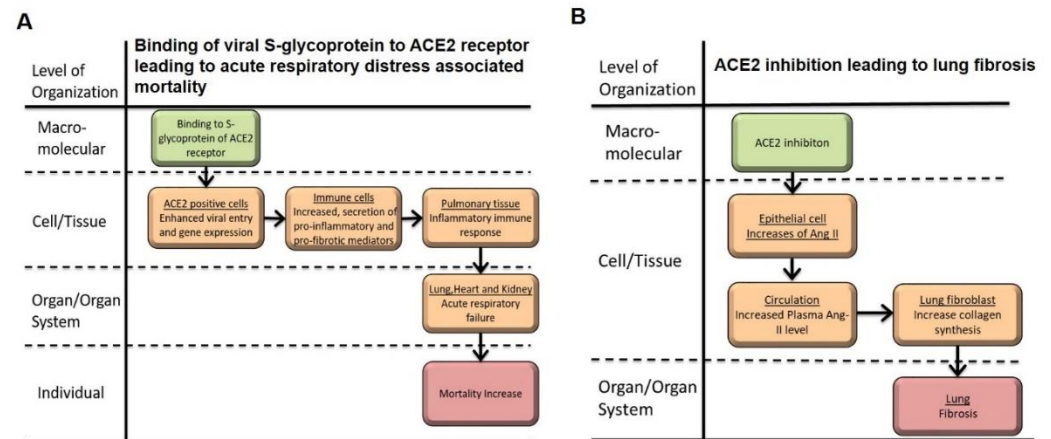 A
Binding of viral S-glycoprotein to ACE2 receptor
leading to acute respiratory distress associated
mortality
Level of
Organization
Macro-
molecular
Binding to S-
glycoprotein of ACE2
receptor
Cell/Tissue
ACE2 positive cells
Enhanced viral entry
and gene expression
Immune cells
Increased, secretion of
pro-inflammatory and
pro-fibrotic mediators
Pulmonary tissue
Inflammatory immune
response
Organ/Organ
System
Lung,Heart and Kidney
Acute respiratory
failure
Individual
Mortality Increase
B
Level of
Organization
ACE2 inhibition leading to lung fibrosis
Macro-
molecular
ACE2 inhibiton
Cell/Tissue
Epithelial cell
Increases of Ang II
Circulation
Increased Plasma Ang-
II level
Lung fibroblast
Increase collagen
synthesis
Organ/Organ
System
Lung
Fibrosis